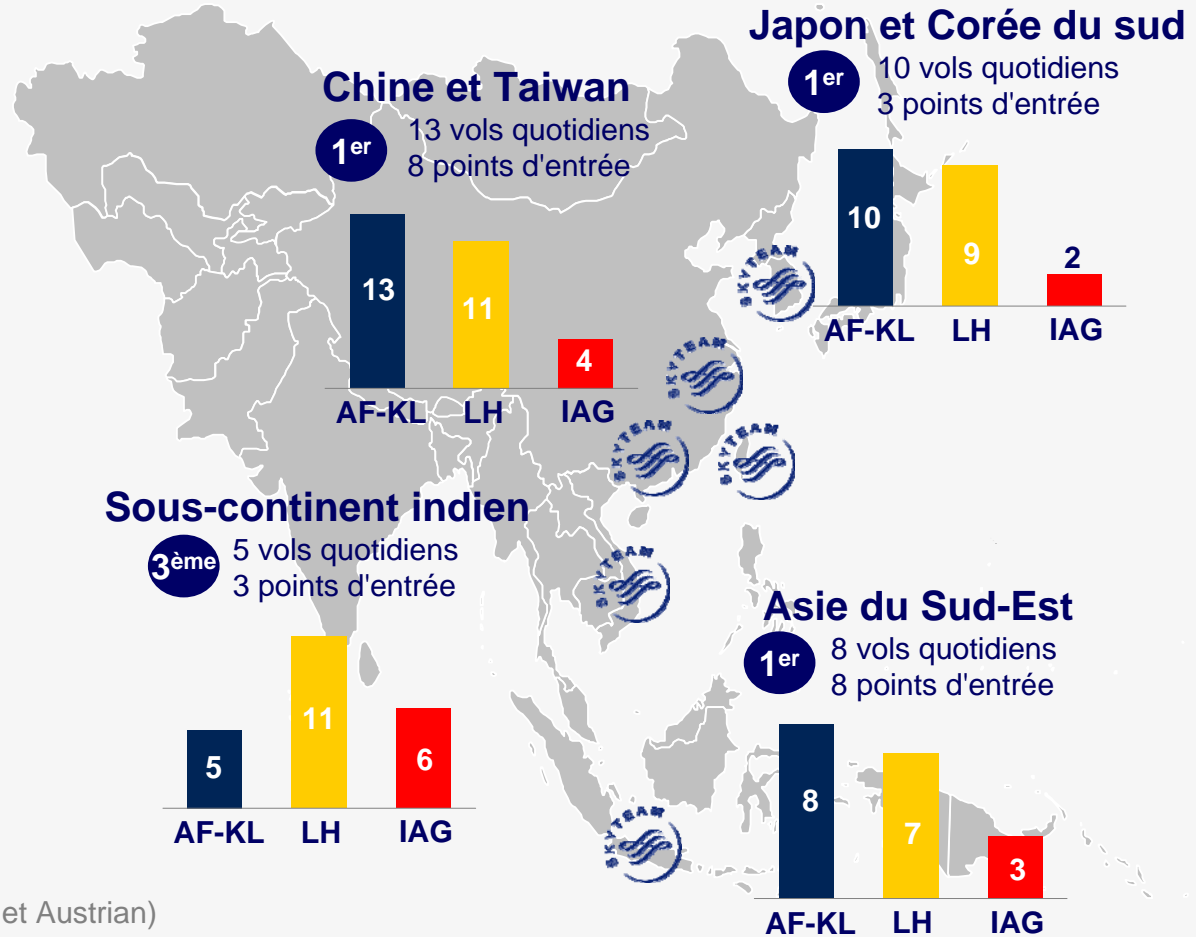 Japon et Corée du sud
1er
10 vols quotidiens
3 points d'entrée
10
9
2
AF-KL LH IAG
Chine et Taiwan
1er
13 vols quotidiens
8 points d'entrée
13
11
4
AF-KL LH IAG
SKYTEAM
SKYTEAM
SKYTEAM
SKYTEAM
SKYTEAM
SKYTEAM
Sous-continent indien
3ème
5 vols quotidiens
3 points d'entrée
5
11
6
AF-KL LH IAG
Asie du Sud-Est
1er
8 vols quotidiens
8 points d'entrée
8
7
3
AF-KL LH IAG
et Austrian)